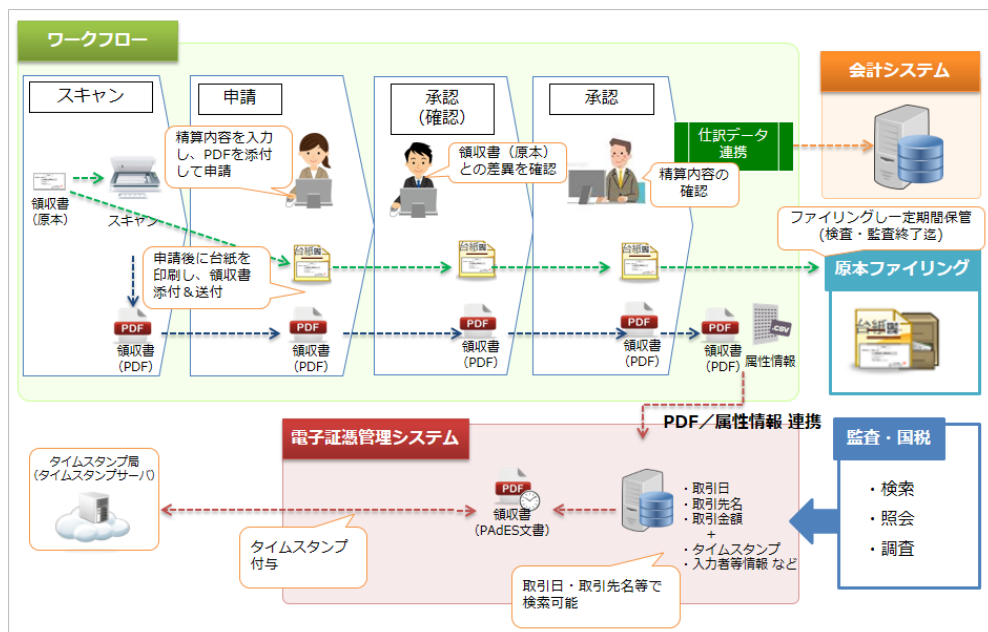 ワークフロー
スキャン
申請
承認
（確認）
承認
会計システム
精算内容を入力
し、PDFを添付
して申請
領収書（原本）
との差異を確認
精算内容の
確認
仕訳データ
連携
領収書
（原本）
スキャン
申請後に台紙を
印刷し、領収書
添付＆送付
台紙
台紙
台紙
ファイリングし一定期間保管
(検査・監査終了迄)
原本ファイリング
台紙
PDF
領収書
（PDF）
PDF
領収書
（PDF）
PDF
領収書
（PDF）
PDF
領収書
（PDF）
PDF
領収書
（PDF）
.CSV
属性情報
PDF／属性情報 連携
電子証憑管理システム
タイムスタンプ局
（タイムスタンプサーバ）
タイムスタンプ
付与
PDF
領収書
（PAdES文書）
・取引日
・取引先名
・取引金額
＋
・タイムスタンプ
・入力者等情報 など
取引日・取引先名等で
検索可能
監査・国税
・検索
・照会
・調査